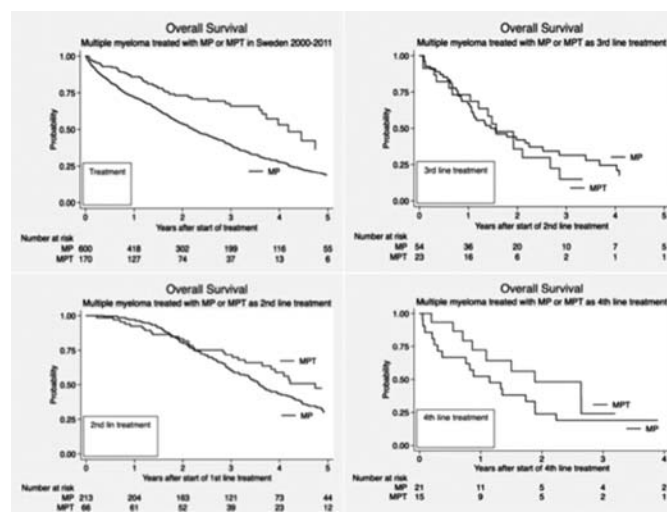 Overall Survival
Multiple myeloma treated with MP or MPT in Sweden 2000-2011
Probability
1.00
0.75
0.50
0.25
0.00
Treatment
MP
0 1 2 3 4 5
Years after start of treatment
Number at risk
MP 600 418 302 199 116 55
MPT 170 127 74 37 13 6
Overall Survival
Multiple myeloma treated with MP or MPT as 3rd line treatment
Probability
1.00
0.75
0.50
0.25
0.00
3rd line treatment
MP
MPT
0 1 2 3 4 5
Years after start of 2nd line treatment
Number at risk
MP 54 36 20 10 7 5
MPT 23 16 6 2 1 1
Overall Survival
Multiple myeloma treated with MP or MPT as 2nd line treatment
Probability
1.00
0.75
0.50
0.25
0.00
2nd lin treatment
MPT
MP
0 1 2 3 4 5
Years after start of 1st line treatment
Number at risk
MP 213 204 163 121 73 44
MPT 66 61 52 39 23 12
Overall Survival
Multiple myeloma treated with MP or MPT as 4th line treatment
Probability
1.00
0.75
0.50
0.25
0.00
4th line treatment
MPT
MP
0 1 2 3 4
Years after start of 4th line treatment
Number at risk
MP 21 11 5 4 2
MPT 15 9 5 2 1